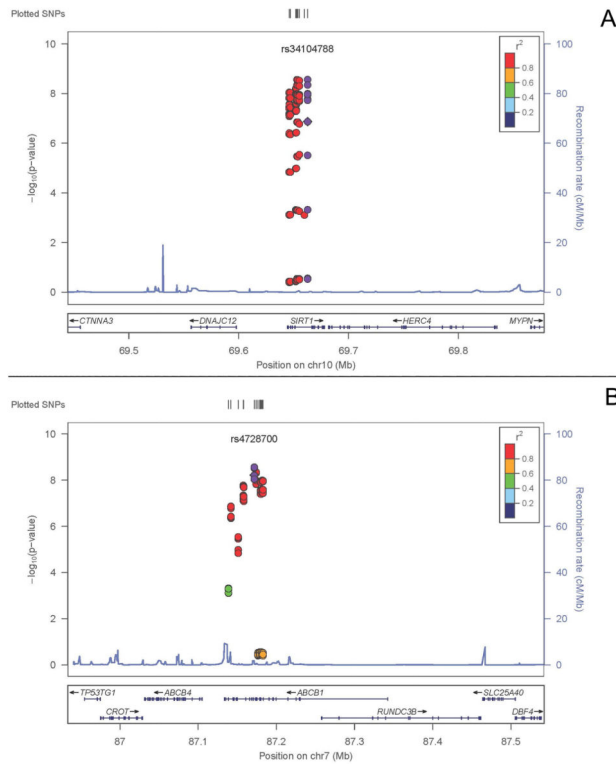 A
Plotted SNPs
rs34104788
r²
0.8
0.6
0.4
0.2
10
8
6
4
2
0
−log₁₀(p−value)
100
80
60
40
20
0
Recombination rate (cM/Mb)
←CTNNA3 ←DNAJC12 SIRT1→ ←HERC4 MYPN→
69.5 69.6 69.7 69.8
Position on chr10 (Mb)
B
Plotted SNPs
rs4728700
r²
0.8
0.6
0.4
0.2
10
8
6
4
2
0
−log₁₀(p−value)
100
80
60
40
20
0
Recombination rate (cM/Mb)
←TP53TG1 ←ABCB4 ←ABCB1 ←SLC25A40
CROT→ RUNDC3B→ DBF4→
87 87.1 87.2 87.3 87.4 87.5
Position on chr7 (Mb)